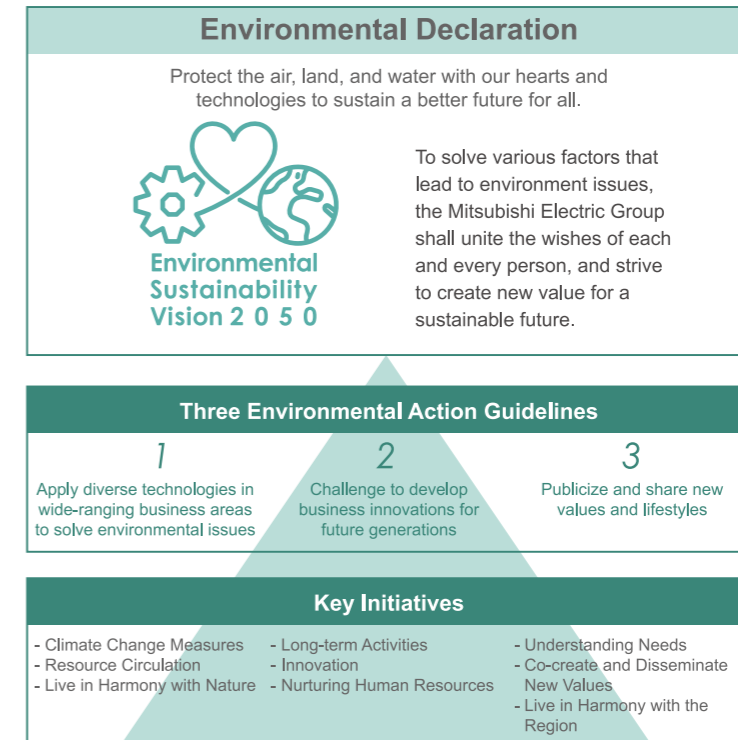 Environmental Declaration
Protect the air, land, and water with our hearts and
technologies to sustain a better future for all.
Environmental
Sustainability
Vision 2 0 5 0
To solve various factors that
lead to environment issues,
the Mitsubishi Electric Group
shall unite the wishes of each
and every person, and strive
to create new value for a
sustainable future.
Three Environmental Action Guidelines
1
Apply diverse technologies in
wide-ranging business areas
to solve environmental issues
2
Challenge to develop
business innovations for
future generations
3
Publicize and share new
values and lifestyles
Key Initiatives
- Climate Change Measures
- Resource Circulation
- Live in Harmony with Nature
- Long-term Activities
- Innovation
- Nurturing Human Resources
- Understanding Needs
- Co-create and Disseminate
New Values
- Live in Harmony with the
Region